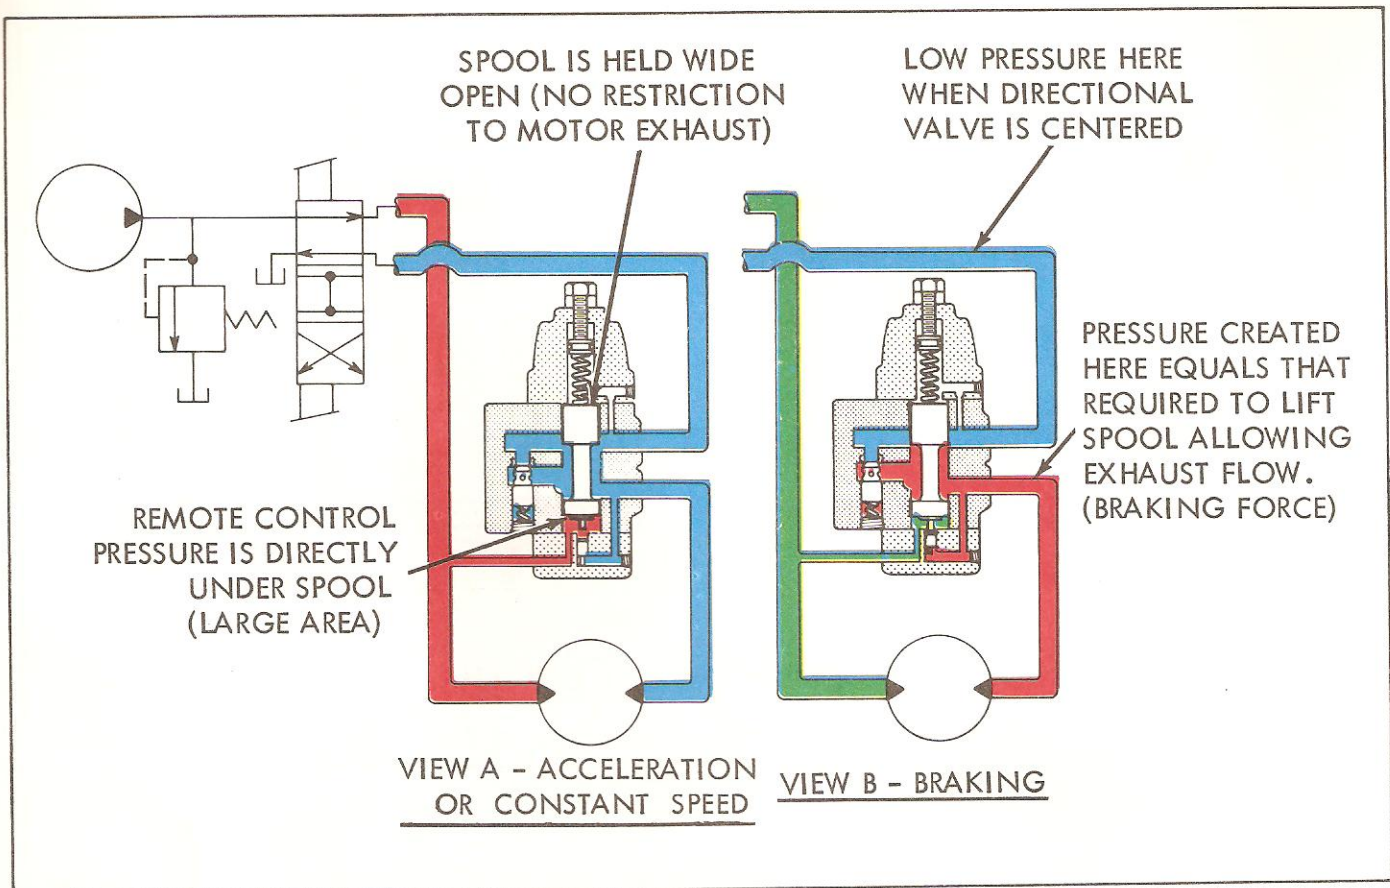 SPOOL IS HELD WIDE
OPEN (NO RESTRICTION
TO MOTOR EXHAUST)
LOW PRESSURE HERE
WHEN DIRECTIONAL
VALVE IS CENTERED
PRESSURE CREATED
HERE EQUALS THAT
REQUIRED TO LIFT
SPOOL ALLOWING
EXHAUST FLOW.
(BRAKING FORCE)
REMOTE CONTROL
PRESSURE IS DIRECTLY
UNDER SPOOL
(LARGE AREA)
VIEW A - ACCELERATION
OR CONSTANT SPEED
VIEW B - BRAKING